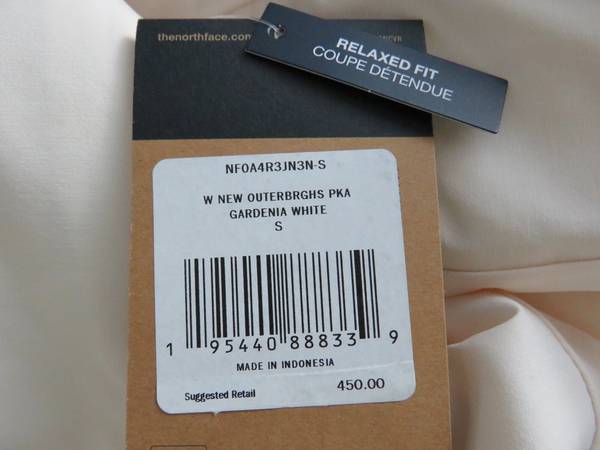 thenorthface.com
RELAXED FIT
COUPE DÉTENDUE
NF0A4R3JN3N-S
W NEW OUTERBRGHS PKA
GARDENIA WHITE
S
1 95440 88833 9
MADE IN INDONESIA
Suggested Retail 450.00